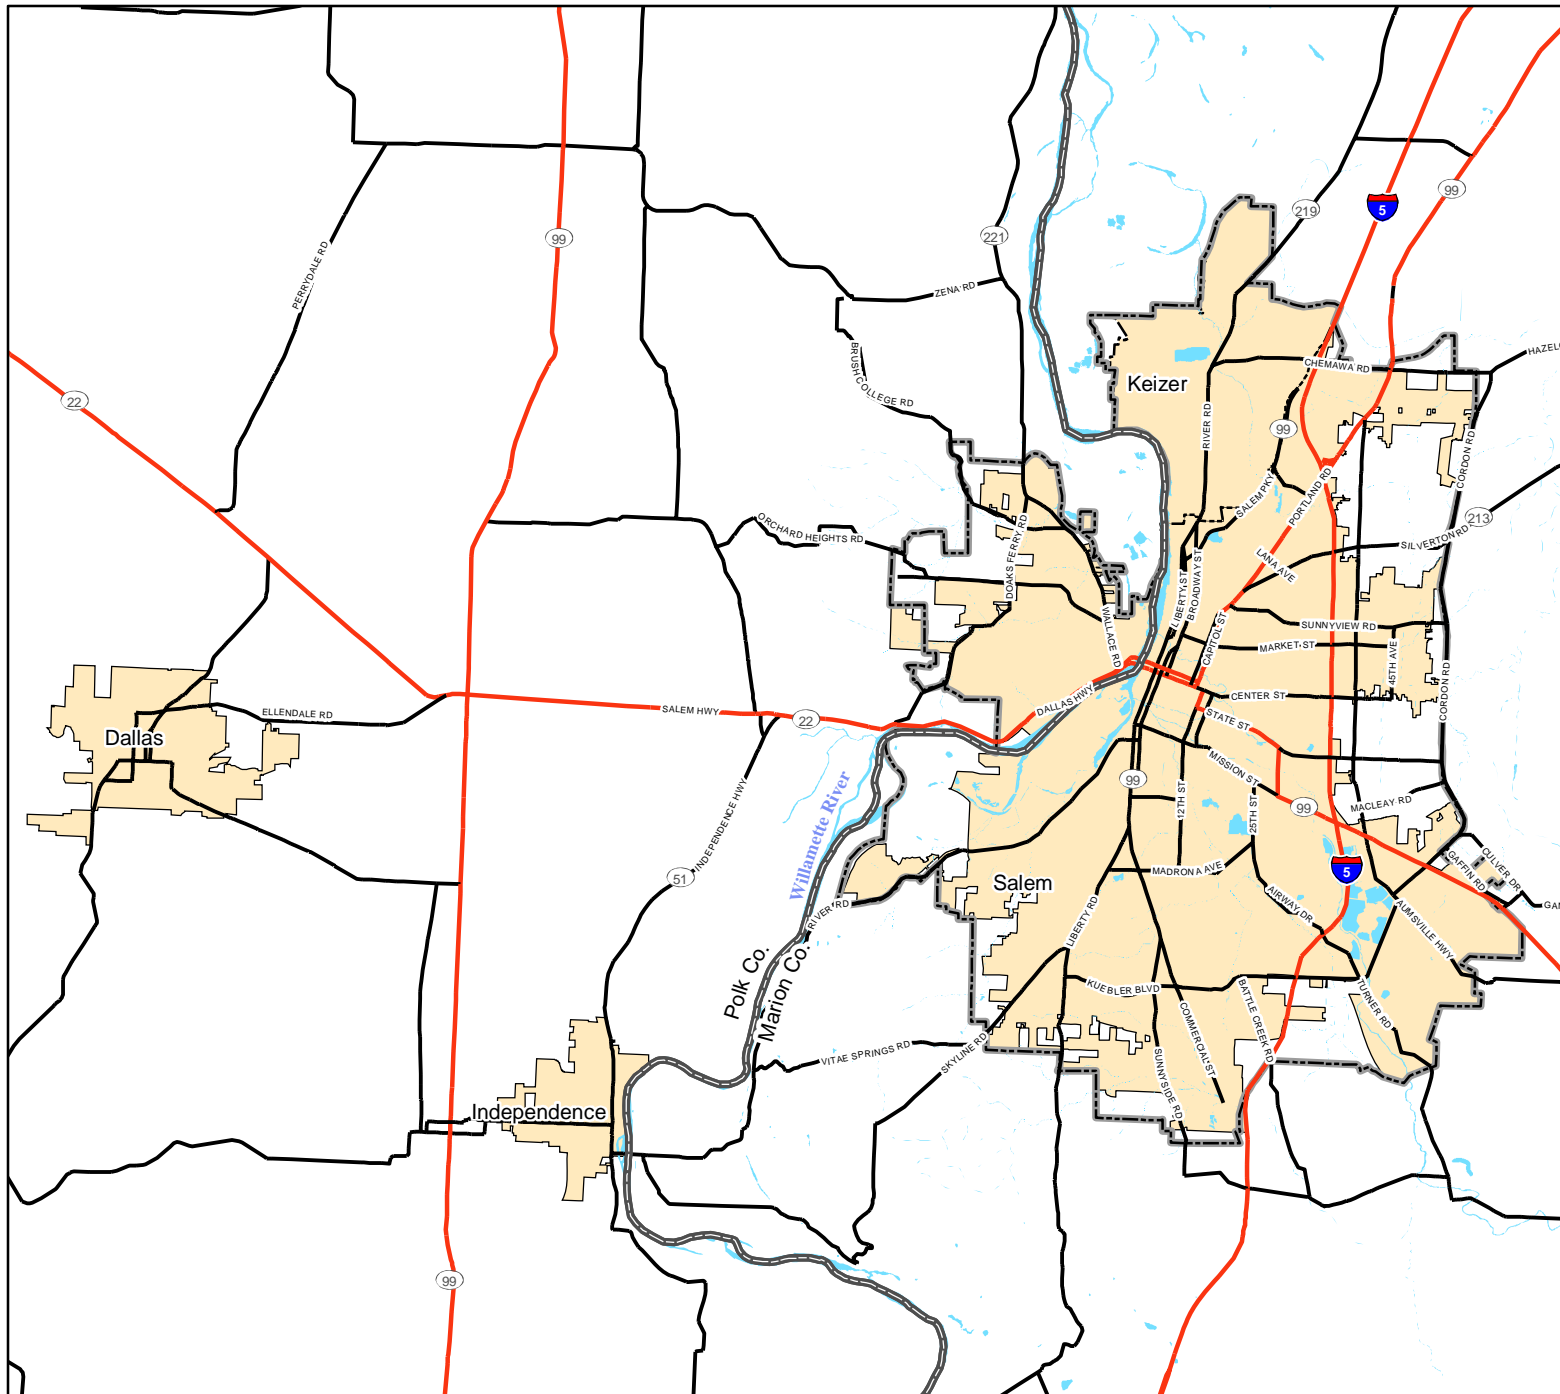 5
99
219
221
99
PERRYDALE RD
ZENA RD
BRUSH COLLEGE RD
CHEMAWA RD
22
Keizer
RIVER RD
99
CORDON RD
SALEM PKY
PORTLAND RD
213
SILVERTON RD
ORCHARD HEIGHTS RD
DOAKS FERRY RD
LANA AVE
LIBERTY ST
BROADWAY ST
WALLACE RD
CAPITOL ST
SUNNYVIEW RD
MARKET ST
45TH AVE
CORDON RD
CENTER ST
DALLAS HWY
STATE ST
ELLENDALE RD
SALEM HWY
22
Dallas
MISSION ST
99
12TH ST
25TH ST
99
MACLEAY RD
Willamette River
INDEPENDENCE HWY
51
MADRONA AVE
5
GAFFIN RD
CULVER DR
Salem
AIRWAY DR
RIVER RD
LIBERTY RD
AUMSVILLE HWY
Polk Co.
Marion Co.
KUEBLER BLVD
BATTLE CREEK RD
TURNER RD
COMMERCIAL ST
VITAE SPRINGS RD
SKYLINE RD
SUNNYSIDE RD
Independence
99